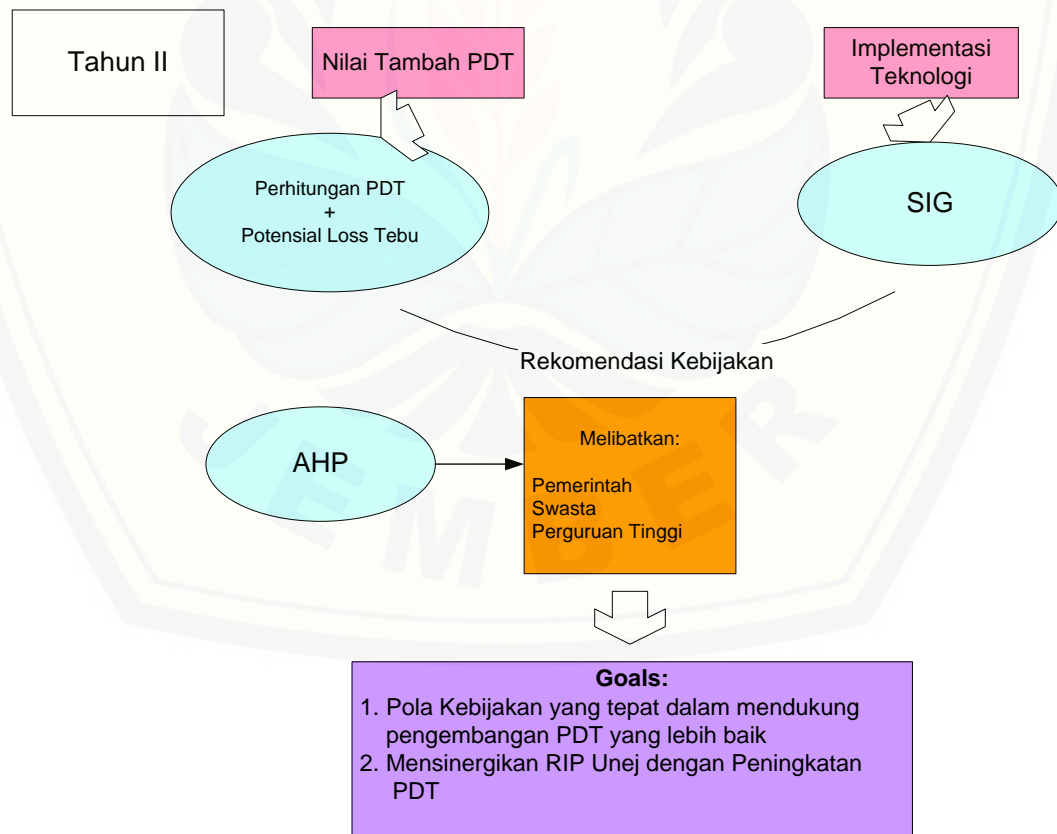 Tahun II
Nilai Tambah PDT
Implementasi
Teknologi
Perhitungan PDT
+
Potensial Loss Tebu
SIG
Rekomendasi Kebijakan
AHP
Melibatkan:
Pemerintah
Swasta
Perguruan Tinggi
Goals:
1. Pola Kebijakan yang tepat dalam mendukung
pengembangan PDT yang lebih baik
2. Mensinergikan RIP Unej dengan Peningkatan
PDT
JEMBER